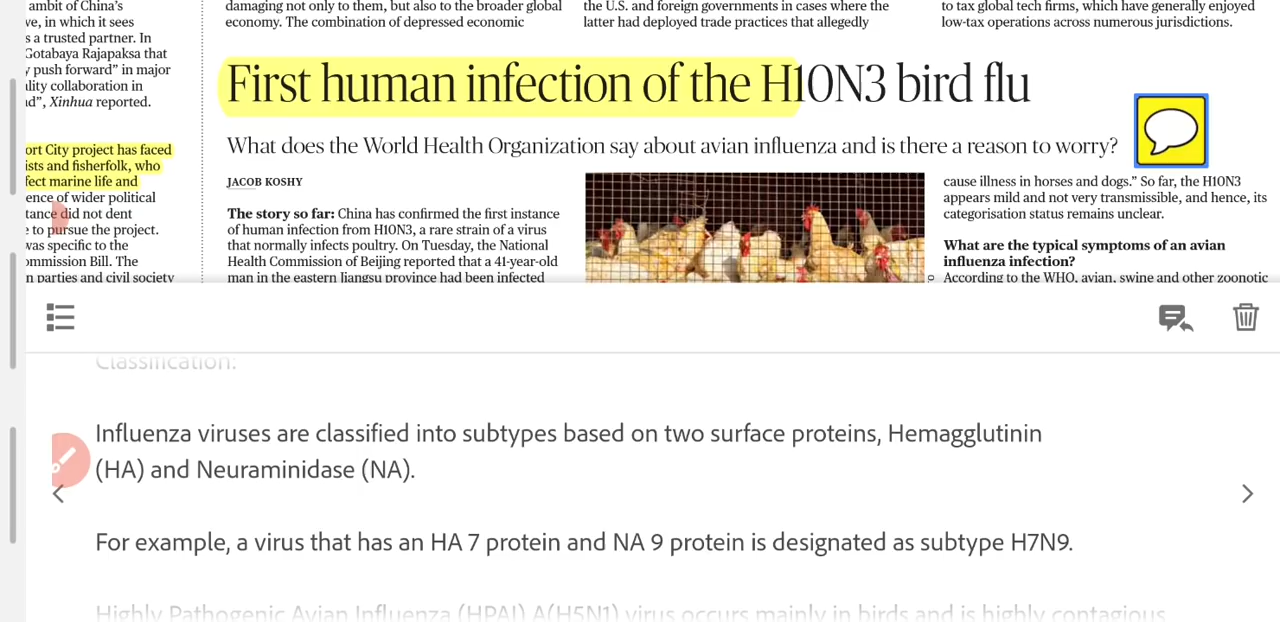 ambit of China's
ve, in which it sees
s a trusted partner. In
Gotabaya Rajapaksa that
y push forward" in major
lity collaboration in
ad", Xinhua reported.
ort City project has faced
ists and fisherfolk, who
fect marine life and
ence of wider political
tance did not dent
e to pursue the project.
was specific to the
ommission Bill. The
n parties and civil society
damaging not only to them, but also to the broader global
economy. The combination of depressed economic
the U.S. and foreign governments in cases where the
latter had deployed trade practices that allegedly
to tax global tech firms, which have generally enjoyed
low-tax operations across numerous jurisdictions.
First human infection of the H10N3 bird flu
What does the World Health Organization say about avian influenza and is there a reason to worry?
JACOB KOSHY
The story so far: China has confirmed the first instance
of human infection from H10N3, a rare strain of a virus
that normally infects poultry. On Tuesday, the National
Health Commission of Beijing reported that a 41-year-old
man in the eastern Jiangsu province had been infected
cause illness in horses and dogs." So far, the H10N3
appears mild and not very transmissible, and hence, its
categorisation status remains unclear.
What are the typical symptoms of an avian
influenza infection?
According to the WHO, avian, swine and other zoonotic
Classification:
Influenza viruses are classified into subtypes based on two surface proteins, Hemagglutinin
(HA) and Neuraminidase (NA).
For example, a virus that has an HA 7 protein and NA 9 protein is designated as subtype H7N9.
Highly Pathogenic Avian Influenza (HPAI) A(H5N1) virus occurs mainly in birds and is highly contagious